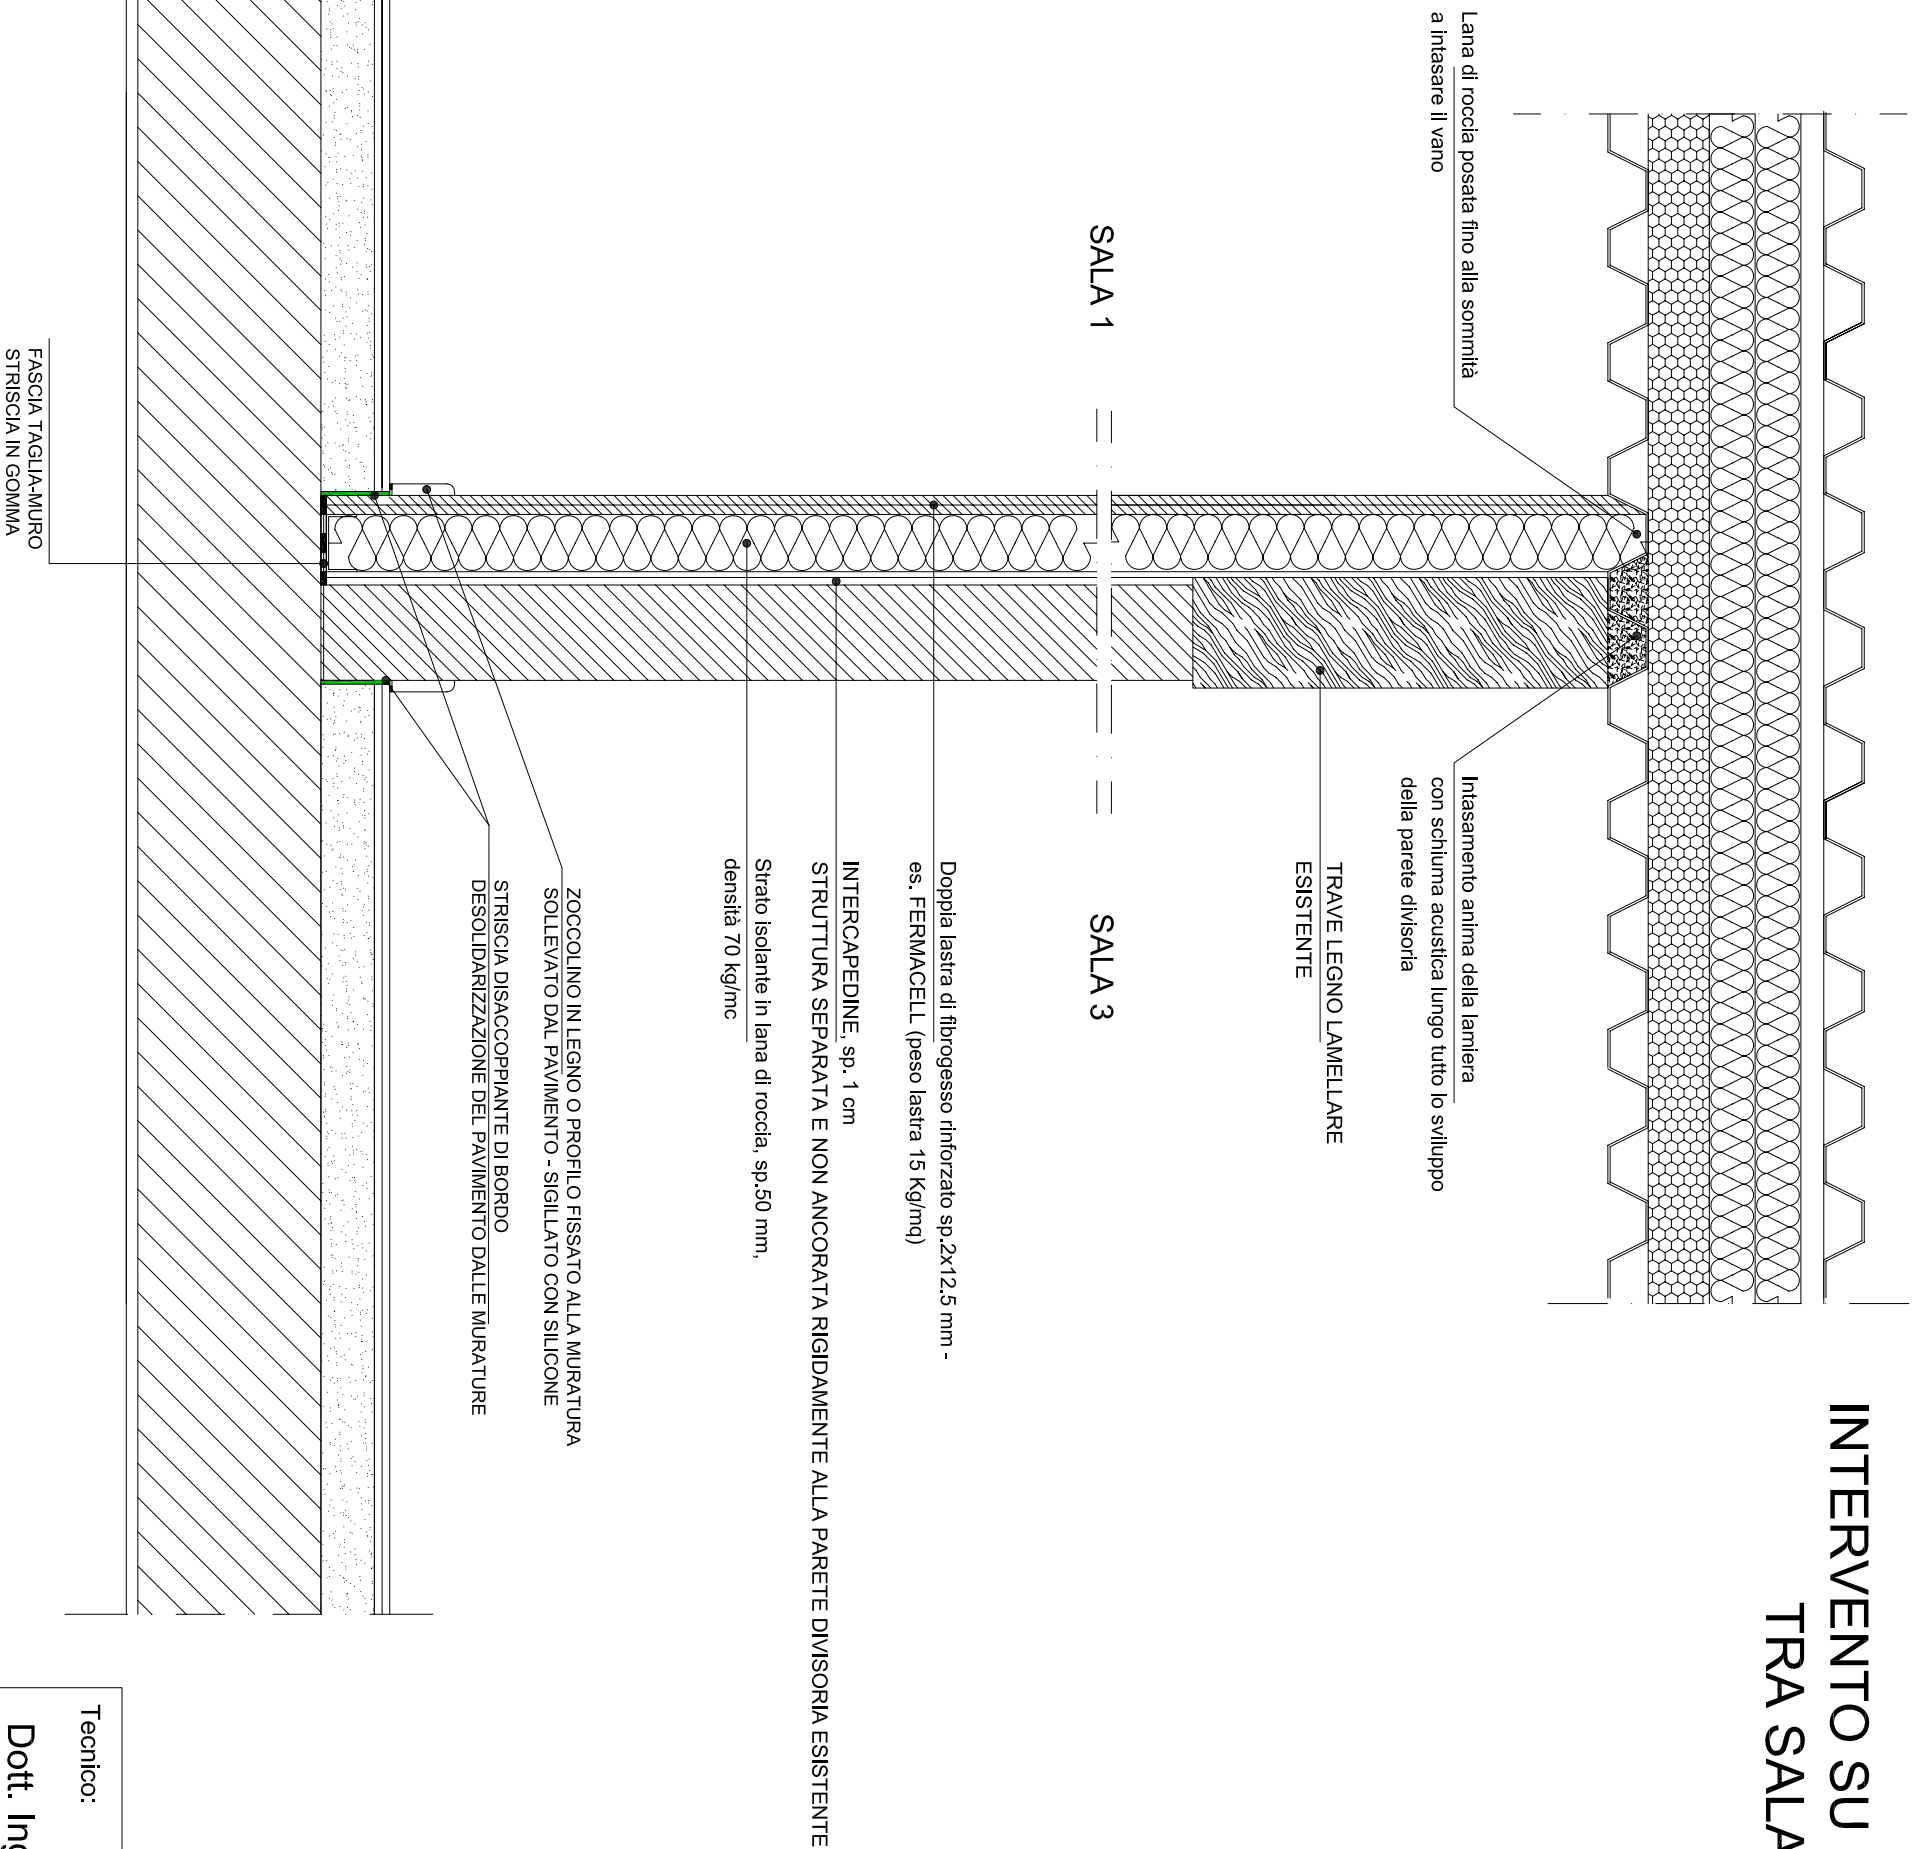 INTERVENTO SU
TRA SALA
Lana di roccia posata fino alla sommità
a intasare il vano
Intasamento anima della lamiera
con schiuma acustica lungo tutto lo sviluppo
della parete divisoria
TRAVE LEGNO LAMELLARE
ESISTENTE
SALA 1
SALA 3
Doppia lastra di fibrogesso rinforzato sp.2x12.5 mm -
es. FERMACELL (peso lastra 15 Kg/mq)
INTERCAPEDINE, sp. 1 cm
STRUTTURA SEPARATA E NON ANCORATA RIGIDAMENTE ALLA PARETE DIVISORIA ESISTENTE
Strato isolante in lana di roccia, sp.50 mm,
densità 70 kg/mc
ZOCCOLINO IN LEGNO O PROFILO FISSATO ALLA MURATURA
SOLLEVATO DAL PAVIMENTO - SIGILLATO CON SILICONE
STRISCIA DISACCOPPIANTE DI BORDO
DESOLIDARIZZAZIONE DEL PAVIMENTO DALLE MURATURE
FASCIA TAGLIA-MURO
STRISCIA IN GOMMA
Tecnico:
Dott. Ing